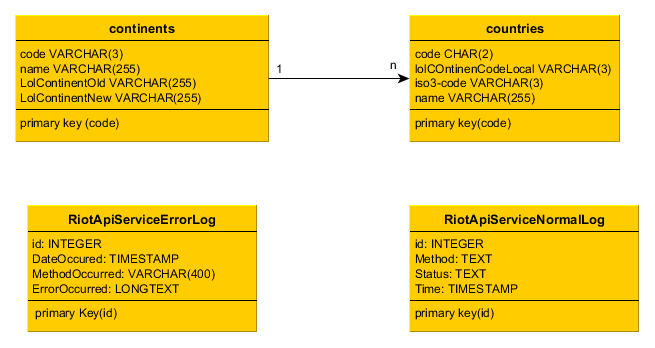 continents
code VARCHAR(3)
name VARCHAR(255)
LolContinentOld VARCHAR(255)
LolContinentNew VARCHAR(255)
primary key (code)
1
n
countries
code CHAR(2)
lolCOntinenCodeLocal VARCHAR(3)
iso3-code VARCHAR(3)
name VARCHAR(255)
primary key(code)
RiotApiServiceErrorLog
id: INTEGER
DateOccured: TIMESTAMP
MethodOccurred: VARCHAR(400)
ErrorOccurred: LONGTEXT
primary Key(id)
RiotApiServiceNormalLog
id: INTEGER
Method: TEXT
Status: TEXT
Time: TIMESTAMP
primary key(id)